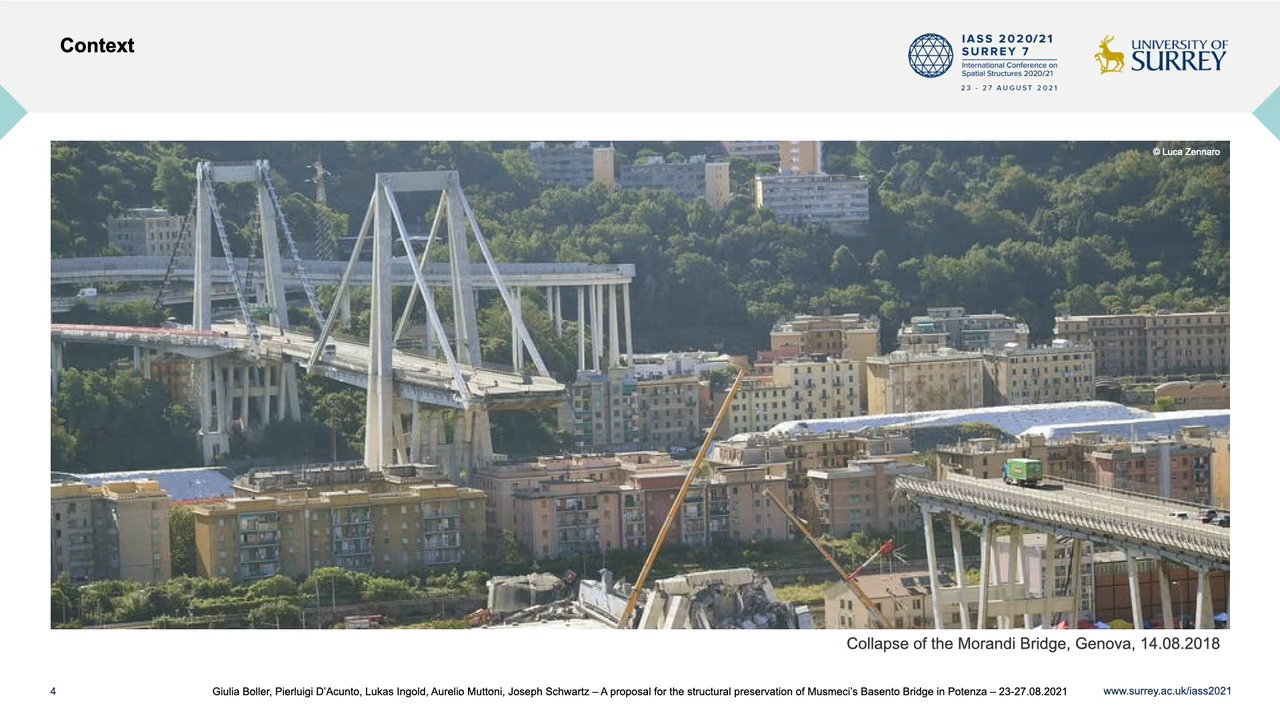 Context
IASS 2020/21
SURREY 7
International Conference on
Spatial Structures 2020/21
23 - 27 AUGUST 2021
UNIVERSITY OF
SURREY
© Luca Zennaro
Collapse of the Morandi Bridge, Genova, 14.08.2018
4
Giulia Boller, Pierluigi D'Acunto, Lukas Ingold, Aurelio Muttoni, Joseph Schwartz – A proposal for the structural preservation of Musmeci's Basento Bridge in Potenza – 23-27.08.2021
www.surrey.ac.uk/iass2021